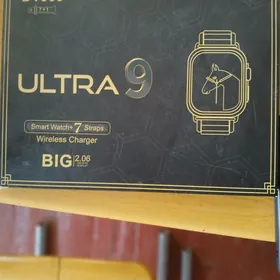 ULTRA 9
Smart Watch+ 7 Straps
Wireless Charger
BIG 2.06